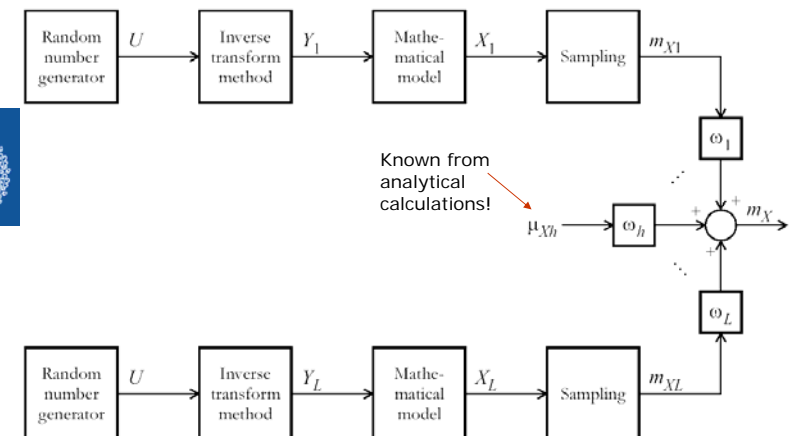 Random
number
generator
U
Inverse
transform
method
Y1
Mathe-
matical
model
X1
Sampling
mX1
ω1
Known from
analytical
calculations!
μXh
ωh
+
+
+
mX
ωL
Random
number
generator
U
Inverse
transform
method
YL
Mathe-
matical
model
XL
Sampling
mXL